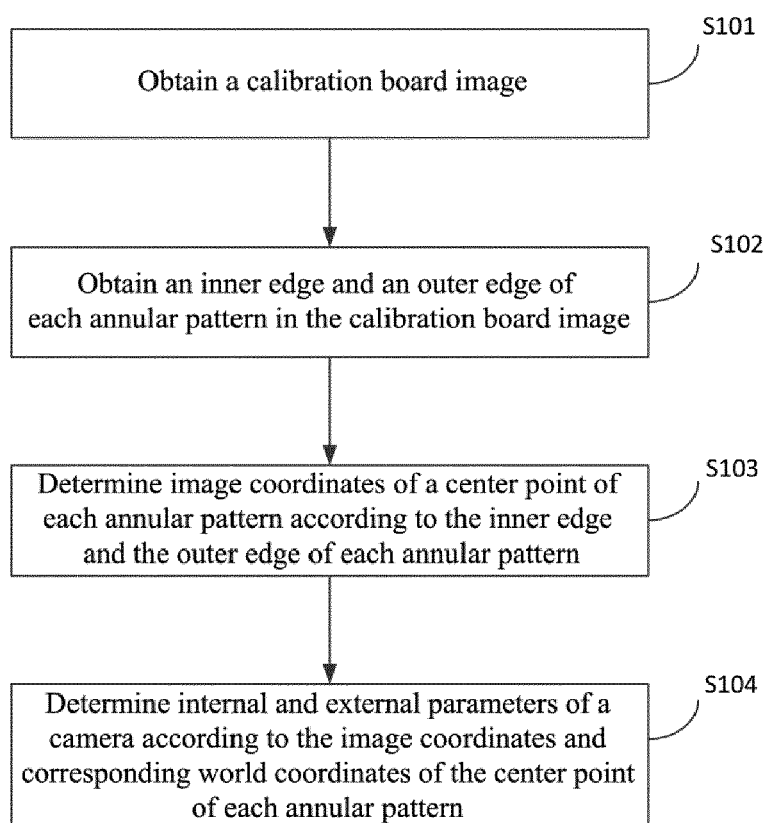 S101
Obtain a calibration board image
S102
Obtain an inner edge and an outer edge of
each annular pattern in the calibration board image
S103
Determine image coordinates of a center point of
each annular pattern according to the inner edge
and the outer edge of each annular pattern
S104
Determine internal and external parameters of a
camera according to the image coordinates and
corresponding world coordinates of the center point
of each annular pattern